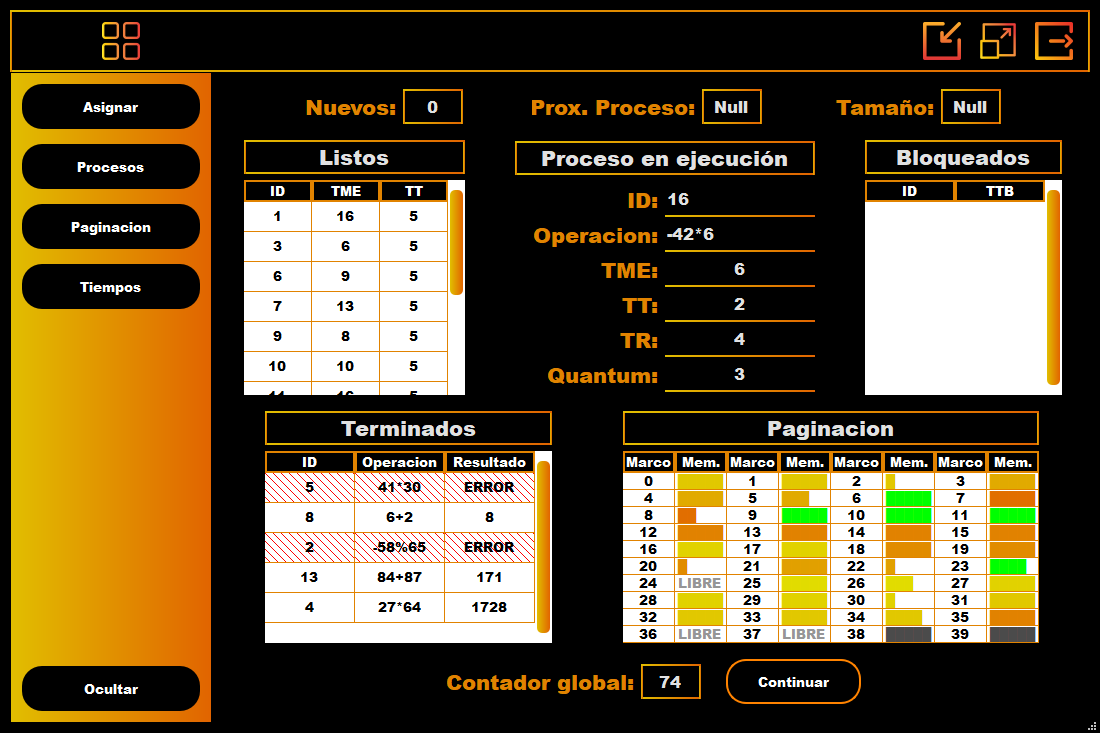 Nuevos: 0 Prox. Proceso: Null Tamaño: Null
Asignar
Procesos
Paginacion
Tiempos
Ocultar
Listos
ID TME TT
1 16 5
3 6 5
6 9 5
7 13 5
9 8 5
10 10 5
11 16 5
Proceso en ejecución
ID: 16
Operacion: -42*6
TME: 6
TT: 2
TR: 4
Quantum: 3
Bloqueados
ID TTB
Terminados
ID Operacion Resultado
5 41*30 ERROR
8 6+2 8
2 -58%65 ERROR
13 84+87 171
4 27*64 1728
Paginacion
Marco Mem. Marco Mem. Marco Mem. Marco Mem.
0 1 2 3
4 5 6 7
8 9 10 11
12 13 14 15
16 17 18 19
20 21 22 23
24 LIBRE 25 26 27
28 29 30 31
32 33 34 35
36 LIBRE 37 LIBRE 38 39
Contador global: 74 Continuar